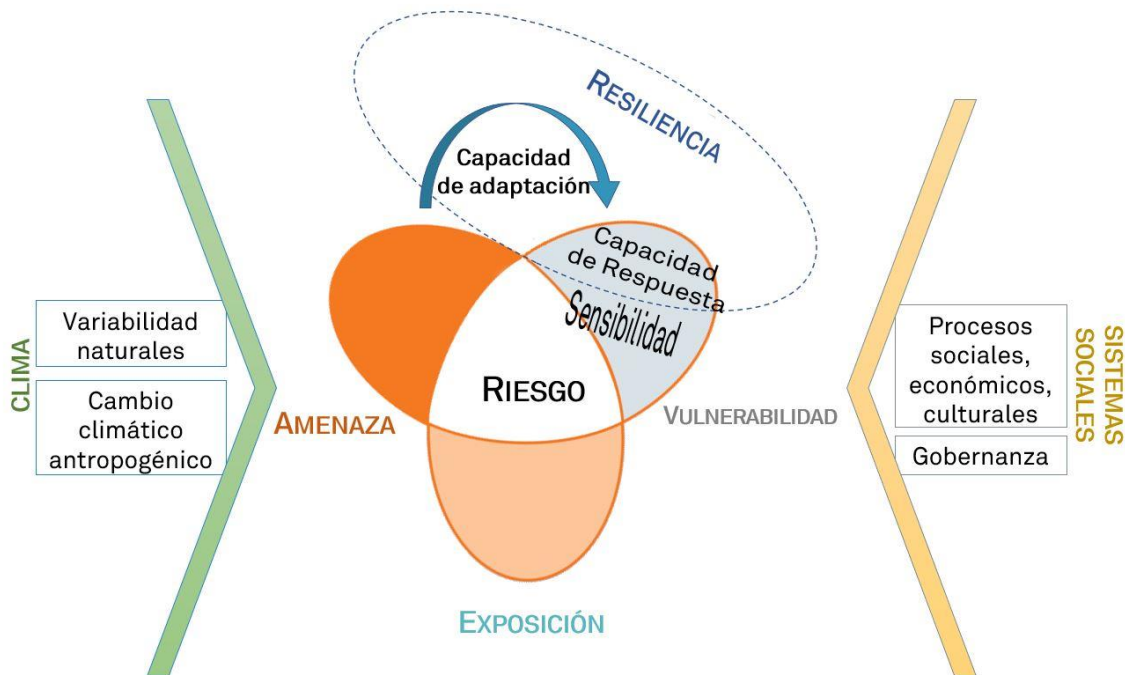 RESILIENCIA
Capacidad
de adaptación
Capacidad
de Respuesta
Sensibilidad
CLIMA
Variabilidad
naturales
Cambio
climático
antropogénico
AMENAZA
RIESGO
VULNERABILIDAD
EXPOSICIÓN
Procesos
sociales,
económicos,
culturales
Gobernanza
SISTEMAS
SOCIALES